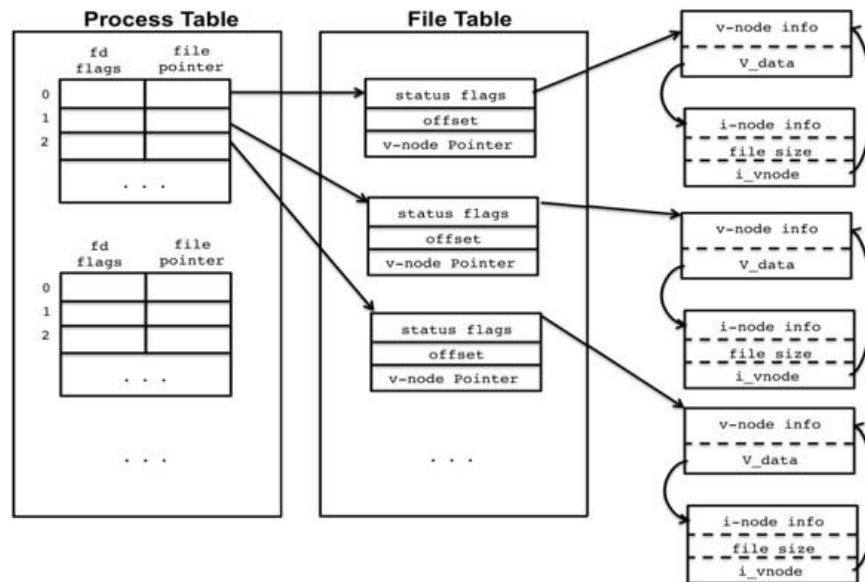 Process Table
fd flags
file pointer
0
1
2
. . .
fd flags
file pointer
0
1
2
. . .
. . .
File Table
status flags
offset
v-node Pointer
status flags
offset
v-node Pointer
status flags
offset
v-node Pointer
. . .
v-node info
V_data
i-node info
file size
i_vnode
v-node info
V_data
i-node info
file size
i_vnode
v-node info
V_data
i-node info
file size
i_vnode